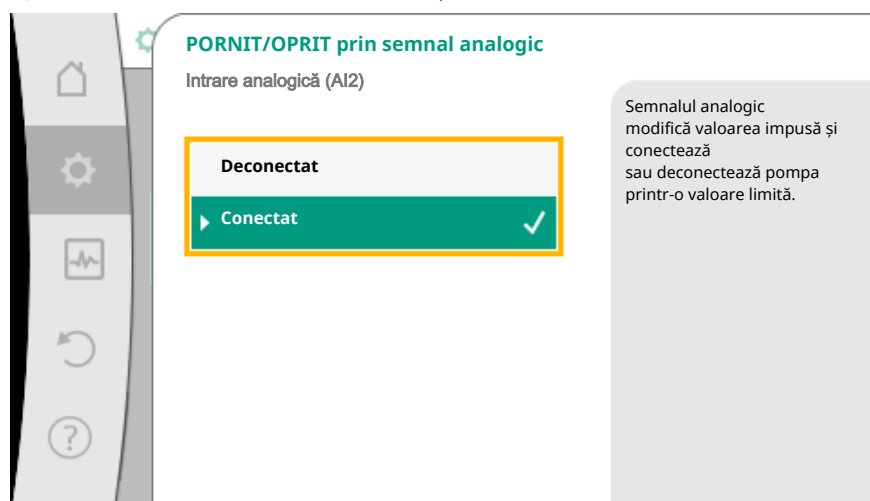 PORNIT/OPRIT prin semnal analogic
Intrare analogică (AI2)
Deconectat
Conectat
Semnalul analogic
modifică valoarea impusă și
conectează
sau deconectează pompa
printr-o valoare limită.
?